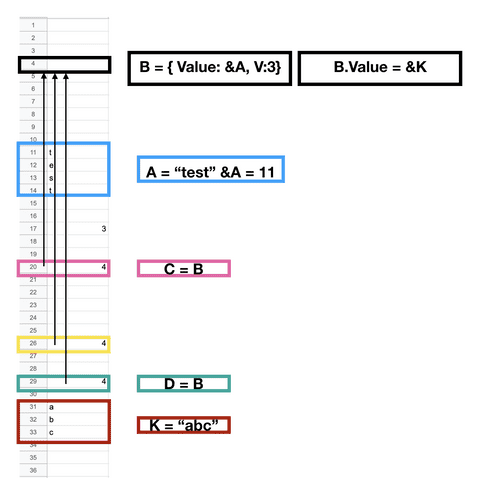 1
2
3
4
B = { Value: &A, V:3}
B.Value = &K
5
6
7
8
9
10
11 t
12 e
13 s
14 t
A = “test” &A = 11
15
16
17 3
18
19
20 4
C = B
21
22
23
24
25
26 4
27
28
29 4
D = B
30
31 a
32 b
33 c
K = “abc”
34
35
36